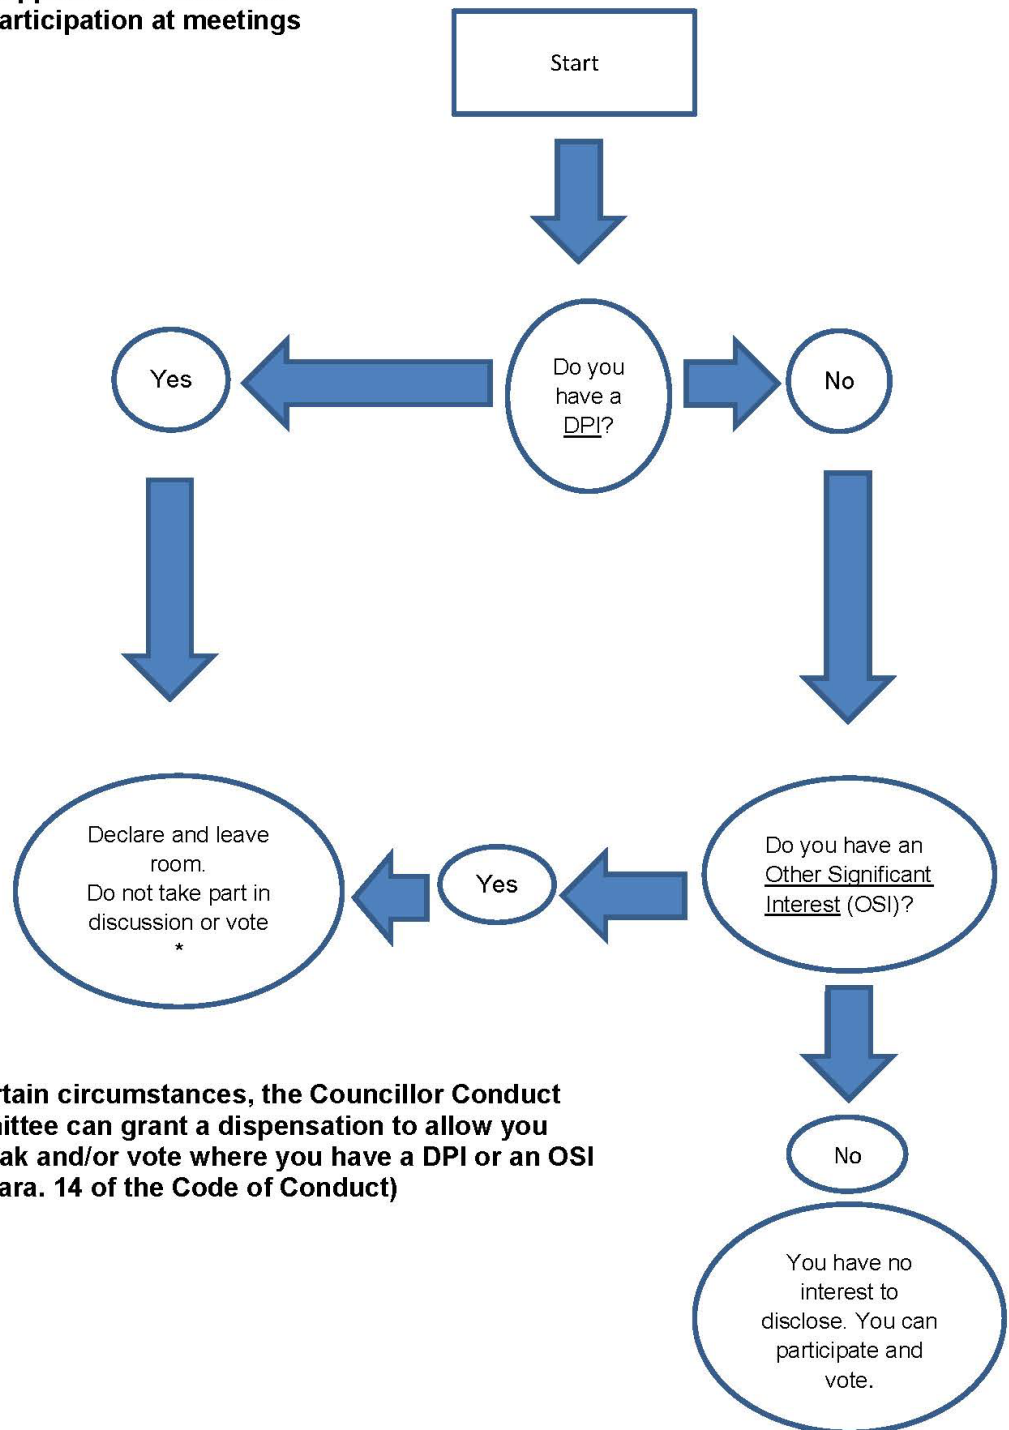 articipation at meetings
Start
Do you
have a
DPI?
Yes
No
Declare and leave
room.
Do not take part in
discussion or vote
*
Yes
Do you have an
Other Significant
Interest (OSI)?
rtain circumstances, the Councillor Conduct
ittee can grant a dispensation to allow you
ak and/or vote where you have a DPI or an OSI
ara. 14 of the Code of Conduct)
No
You have no
interest to
disclose. You can
participate and
vote.